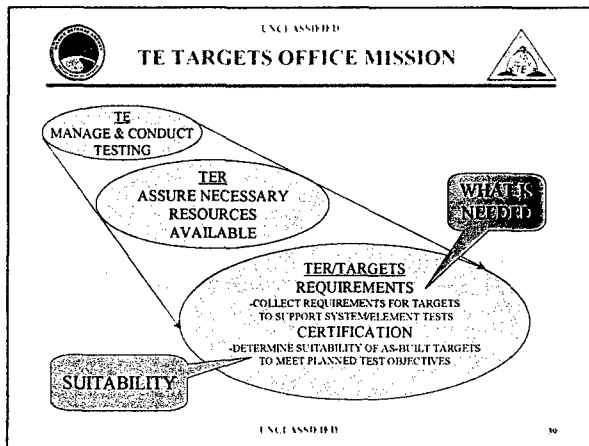 UNCLASSIFIED
TE TARGETS OFFICE MISSION
TE
TE
MANAGE & CONDUCT
TESTING
TER
ASSURE NECESSARY
RESOURCES
AVAILABLE
WHAT IS
NEEDED
TER/TARGETS
REQUIREMENTS
-COLLECT REQUIREMENTS FOR TARGETS
TO SUPPORT SYSTEM/ELEMENT TESTS
CERTIFICATION
-DETERMINE SUITABILITY OF AS-BUILT TARGETS
TO MEET PLANNED TEST OBJECTIVES
SUITABILITY
UNCLASSIFIED